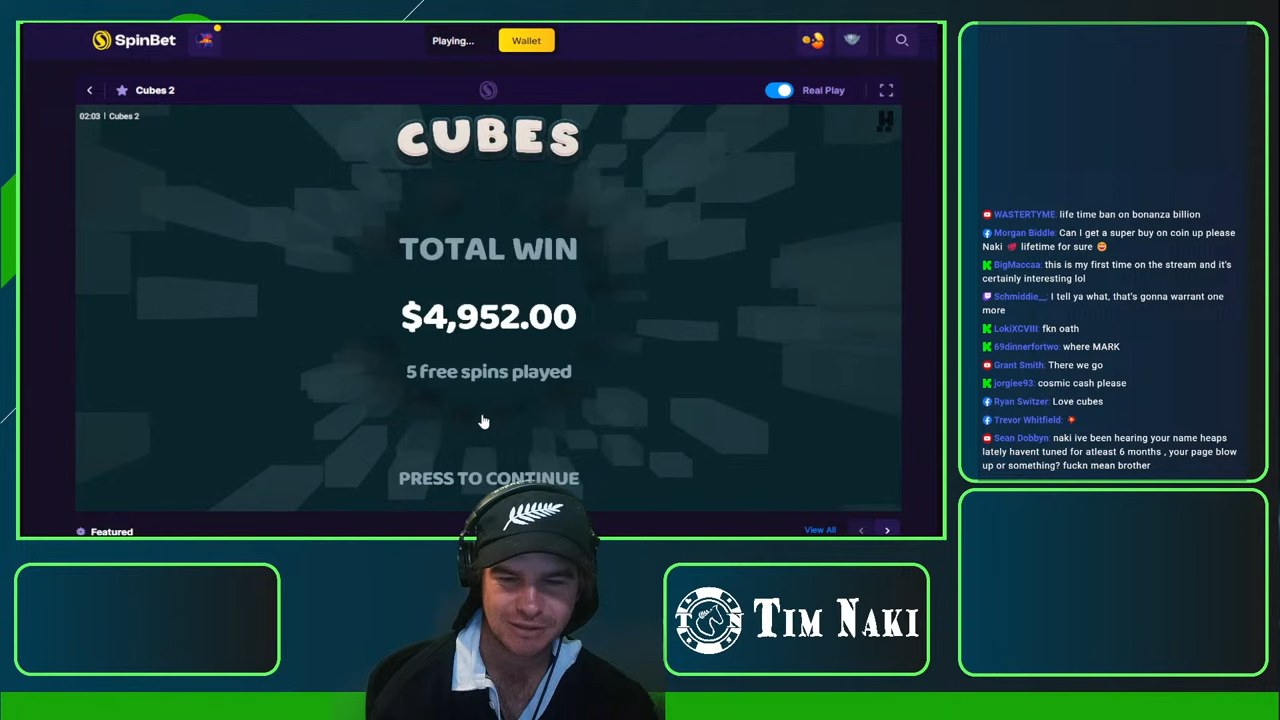 SpinBet
Playing...
Wallet
Cubes 2
Real Play
02:03 | Cubes 2
CUBES
TOTAL WIN
$4,952.00
5 free spins played
PRESS TO CONTINUE
Featured
View All
WASTERTYME: life time ban on bonanza billion
Morgan Biddle: Can I get a super buy on coin up please
Naki 💋 lifetime for sure 😄
BigMaccaa: this is my first time on the stream and it's
certainly interesting lol
Schmiddie__: I tell ya what, that's gonna warrant one
more
LokiXCVIII: fkn oath
69dinnerfortwo: where MARK
Grant Smith: There we go
jorgiee93: cosmic cash please
Ryan Switzer: Love cubes
Trevor Whitfield: 💥
Sean Dobbyn: naki ive been hearing your name heaps
lately havent tuned for atleast 6 months , your page blow
up or something? fuckn mean brother
T N
TIM NAKI